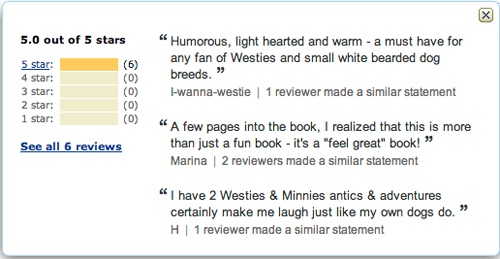 5.0 out of 5 stars
5 star: (6)
4 star: (0)
3 star: (0)
2 star: (0)
1 star: (0)
See all 6 reviews
“ Humorous, light hearted and warm - a must have for
any fan of Westies and small white bearded dog
breeds. ”
I-wanna-westie | 1 reviewer made a similar statement
“ A few pages into the book, I realized that this is more
than just a fun book - it's a "feel great" book! ”
Marina | 2 reviewers made a similar statement
“ I have 2 Westies & Minnies antics & adventures
certainly make me laugh just like my own dogs do. ”
H | 1 reviewer made a similar statement